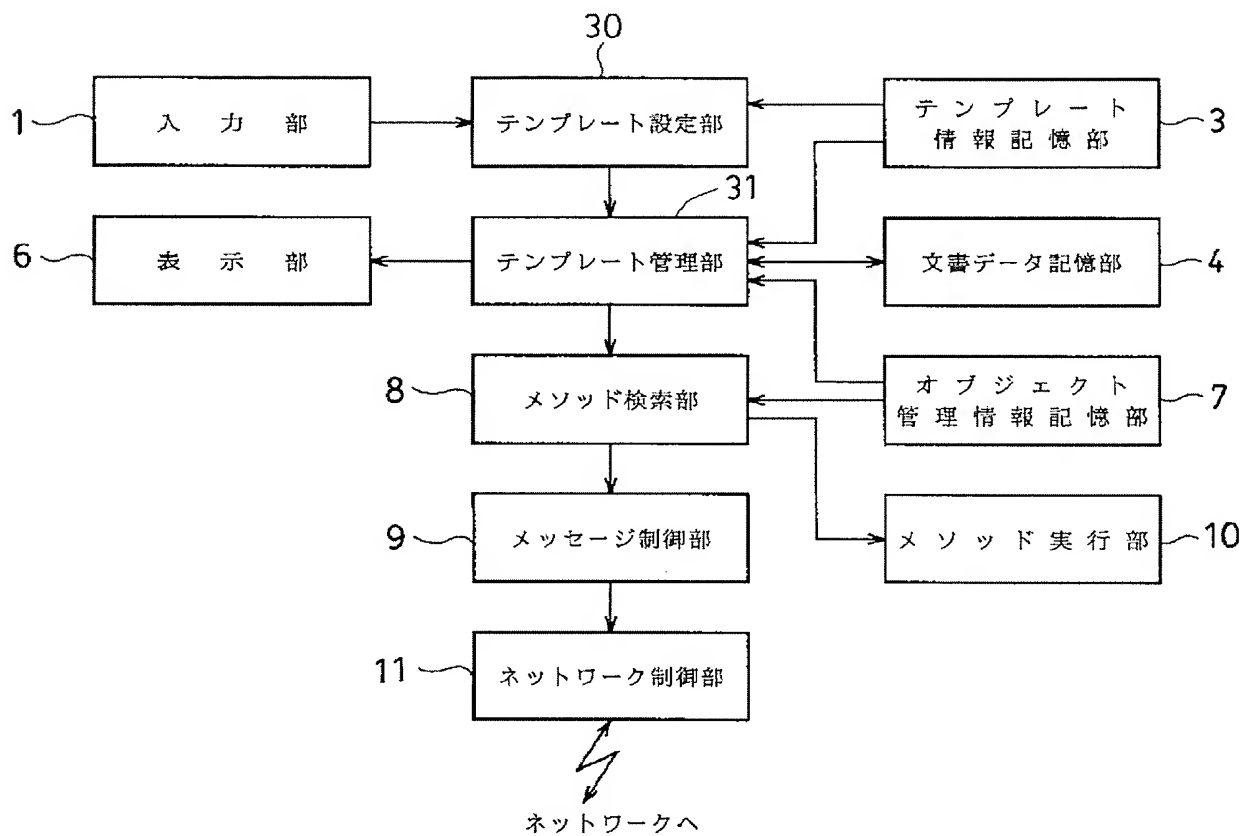 30
1
入力部
テンプレート設定部
テンプレート
情報記憶部
3
31
6
表示部
テンプレート管理部
文書データ記憶部
4
8
メソッド検索部
オブジェクト
管理情報記憶部
7
9
メッセージ制御部
メソッド実行部
10
11
ネットワーク制御部
ネットワークへ